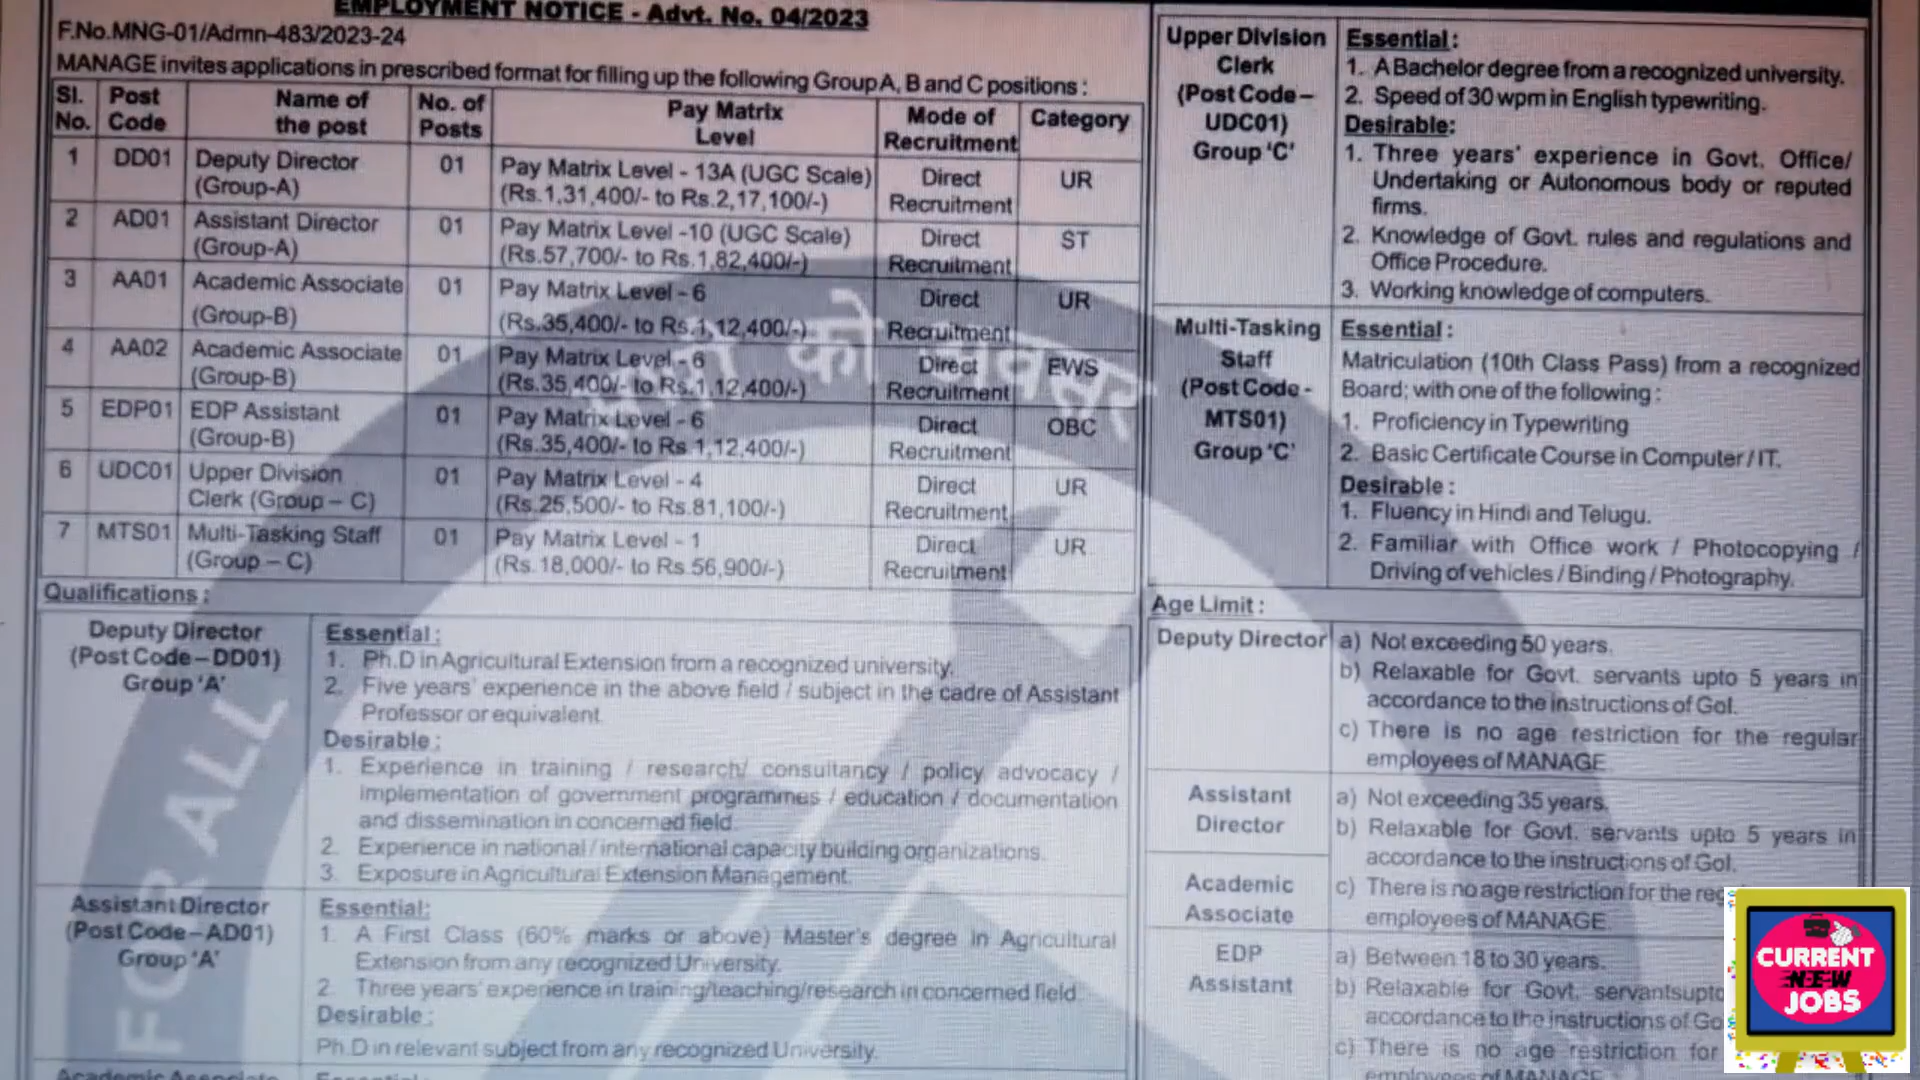 EMPLOYMENT NOTICE - Advt. No. 04/2023
F.No.MNG-01/Admn-483/2023-24
MANAGE invites applications in prescribed format for filling up the following Group A, B and C positions :
Sl. No. Post Code Name of the post No. of Posts Pay Matrix Level Mode of Recruitment Category
1 DD01 Deputy Director (Group-A) 01 Pay Matrix Level - 13A (UGC Scale) (Rs.1,31,400/- to Rs.2,17,100/-) Direct Recruitment UR
2 AD01 Assistant Director (Group-A) 01 Pay Matrix Level -10 (UGC Scale) (Rs.57,700/- to Rs.1,82,400/-) Direct Recruitment ST
3 AA01 Academic Associate (Group-B) 01 Pay Matrix Level - 6 (Rs.35,400/- to Rs.1,12,400/-) Direct Recruitment UR
4 AA02 Academic Associate (Group-B) 01 Pay Matrix Level - 6 (Rs.35,400/- to Rs.1,12,400/-) Direct Recruitment EWS
5 EDP01 EDP Assistant (Group-B) 01 Pay Matrix Level - 6 (Rs.35,400/- to Rs 1,12,400/-) Direct Recruitment OBC
6 UDC01 Upper Division Clerk (Group – C) 01 Pay Matrix Level - 4 (Rs.25,500/- to Rs.81,100/-) Direct Recruitment UR
7 MTS01 Multi-Tasking Staff (Group – C) 01 Pay Matrix Level - 1 (Rs.18,000/- to Rs.56,900/-) Direct Recruitment UR
Qualifications :
Deputy Director
(Post Code – DD01)
Group 'A'
Essential :
1. Ph.D in Agricultural Extension from a recognized university.
2. Five years' experience in the above field / subject in the cadre of Assistant
Professor or equivalent.
Desirable :
1. Experience in training / research/ consultancy / policy advocacy /
implementation of government programmes / education / documentation
and dissemination in concerned field.
2. Experience in national / international capacity building organizations.
3. Exposure in Agricultural Extension Management.
Assistant Director
(Post Code – AD01)
Group 'A'
Essential:
1. A First Class (60% marks or above) Master's degree in Agricultural
Extension from any recognized University.
2. Three years' experience in training/teaching/research in concerned field.
Desirable :
Ph.D in relevant subject from any recognized University.
Academic Associate
Essential:
Upper Division
Clerk
(Post Code –
UDC01)
Group 'C'
Essential :
1. A Bachelor degree from a recognized university.
2. Speed of 30 wpm in English typewriting.
Desirable:
1. Three years' experience in Govt. Office/
Undertaking or Autonomous body or reputed
firms.
2. Knowledge of Govt. rules and regulations and
Office Procedure.
3. Working knowledge of computers.
Multi-Tasking
Staff
(Post Code -
MTS01)
Group 'C'
Essential :
Matriculation (10th Class Pass) from a recognized
Board; with one of the following :
1. Proficiency in Typewriting
2. Basic Certificate Course in Computer / IT.
Desirable :
1. Fluency in Hindi and Telugu.
2. Familiar with Office work / Photocopying /
Driving of vehicles / Binding / Photography.
Age Limit :
Deputy Director
a) Not exceeding 50 years.
b) Relaxable for Govt. servants upto 5 years in
accordance to the instructions of GoI.
c) There is no age restriction for the regular
employees of MANAGE.
Assistant
Director
Academic
Associate
a) Not exceeding 35 years.
b) Relaxable for Govt. servants upto 5 years in
accordance to the instructions of GoI.
c) There is no age restriction for the reg
employees of MANAGE.
EDP
Assistant
a) Between 18 to 30 years.
b) Relaxable for Govt. servants upto
accordance to the instructions of Go
c) There is no age restriction for
employees of MANAGE
FOR ALL
को
CURRENT
NEW
JOBS